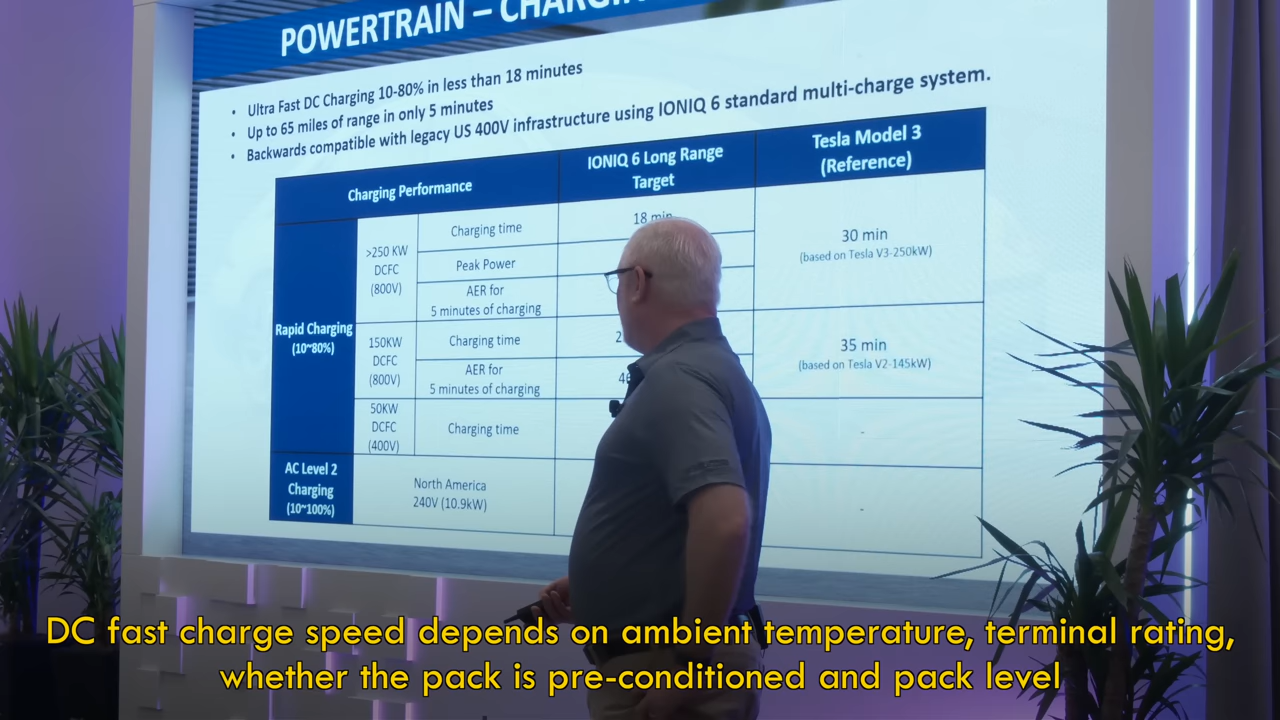 POWERTRAIN –
• Ultra Fast DC Charging 10-80% in less than 18 minutes
• Up to 65 miles of range in only 5 minutes
• Backwards compatible with legacy US 400V infrastructure using IONIQ 6 standard multi-charge system.
Charging Performance
IONIQ 6 Long Range
Target
Tesla Model 3
(Reference)
Rapid Charging
(10~80%)
>250 KW
DCFC
(800V)
Charging time
18 min
30 min
(based on Tesla V3-250kW)
Peak Power
AER for
5 minutes of charging
150KW
DCFC
(800V)
Charging time
35 min
(based on Tesla V2-145kW)
AER for
5 minutes of charging
50KW
DCFC
(400V)
Charging time
-
AC Level 2
Charging
(10~100%)
North America
240V (10.9kW)
-
DC fast charge speed depends on ambient temperature, terminal rating,
whether the pack is pre-conditioned and pack level